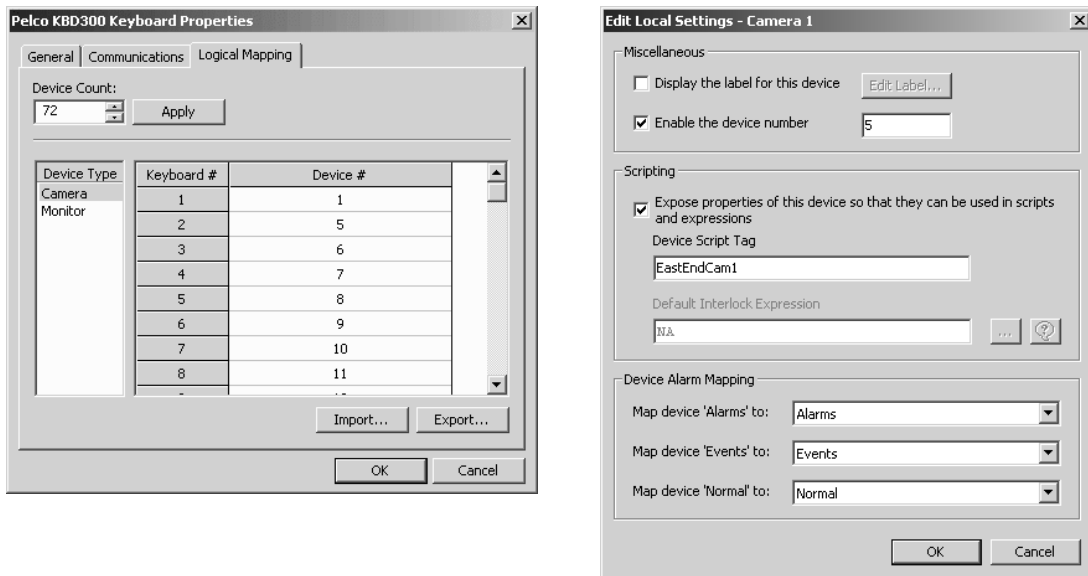 Pelco KBD300 Keyboard Properties
General
Communications
Logical Mapping
Device Count:
72
Apply
Device Type
Camera
Monitor
Keyboard # Device #
1 1
2 5
3 6
4 7
5 8
6 9
7 10
8 11
Import...
Export...
OK
Cancel
Edit Local Settings - Camera 1
Miscellaneous
Display the label for this device
Edit Label...
Enable the device number
5
Scripting
Expose properties of this device so that they can be used in scripts
and expressions
Device Script Tag
EastEndCam1
Default Interlock Expression
NA
...
?
Device Alarm Mapping
Map device 'Alarms' to:
Alarms
Map device 'Events' to:
Events
Map device 'Normal' to:
Normal
OK
Cancel